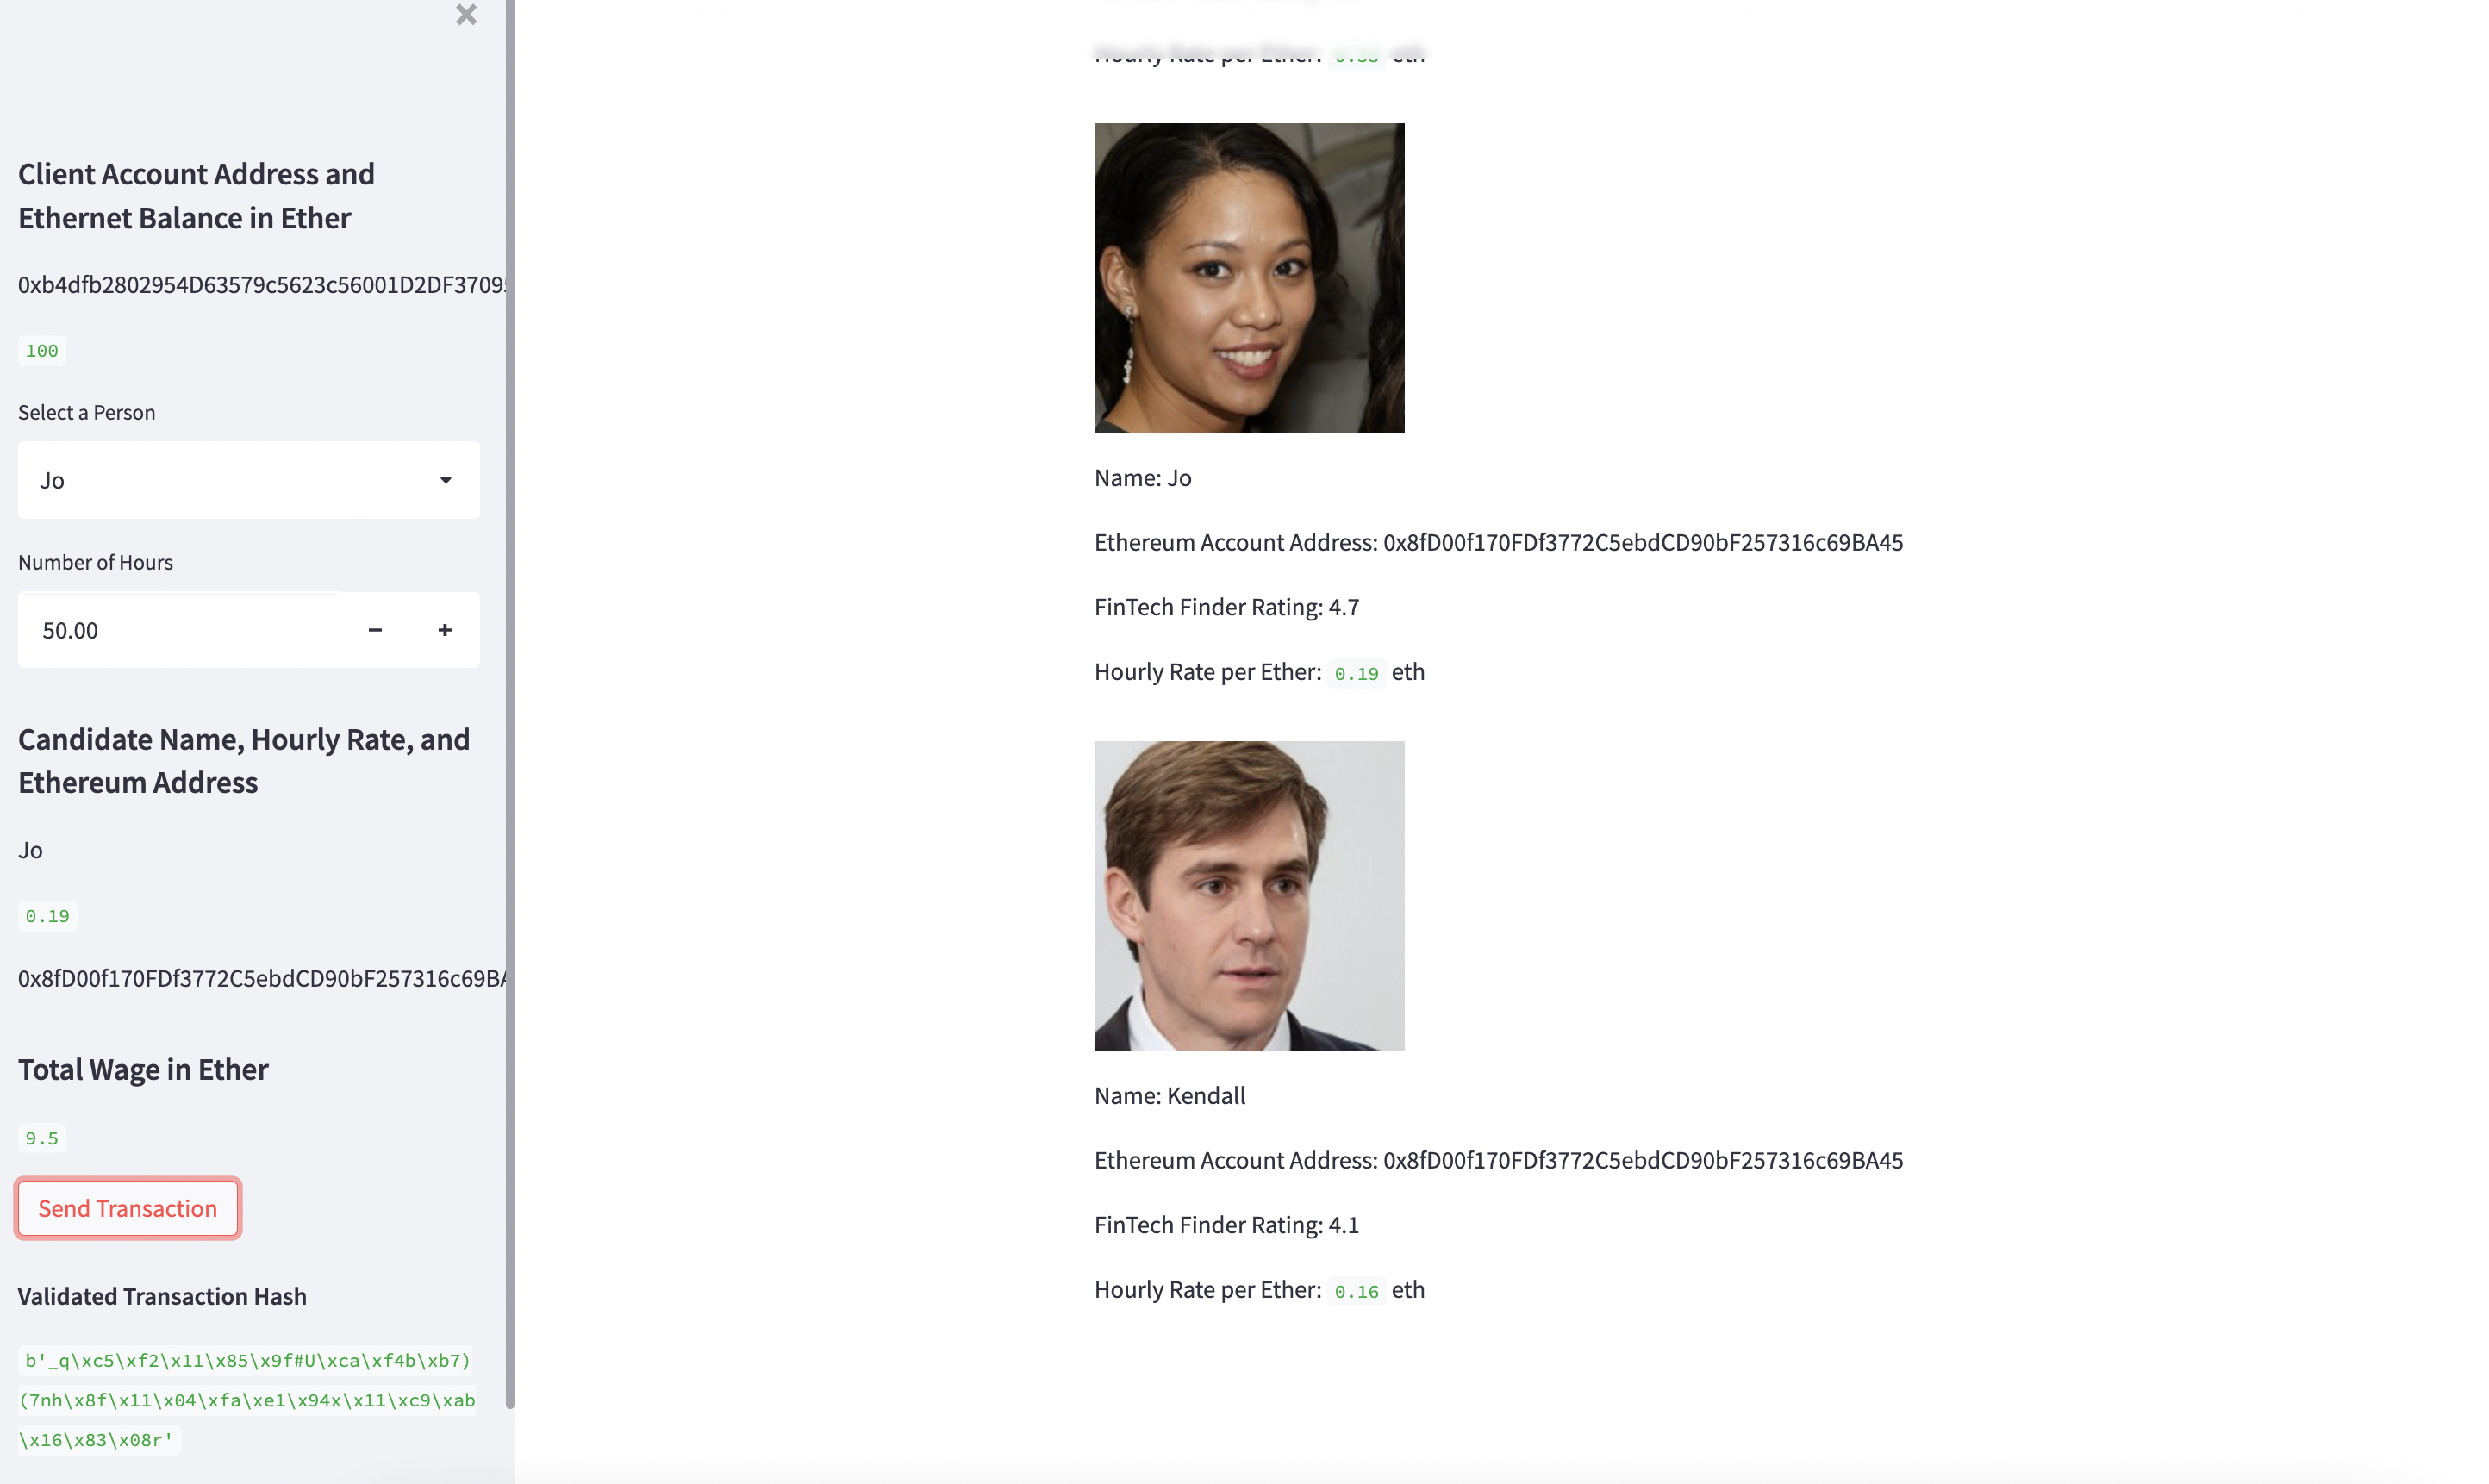 ×
Client Account Address and
Ethernet Balance in Ether
0xb4dfb2802954D63579c5623c56001D2DF3709
100
Select a Person
Jo
Number of Hours
50.00 − +
Candidate Name, Hourly Rate, and
Ethereum Address
Jo
0.19
0x8fD00f170FDf3772C5ebdCD90bF257316c69BA
Total Wage in Ether
9.5
Send Transaction
Validated Transaction Hash
b'_q\xc5\xf2\x11\x85\x9f#U\xca\xf4b\xb7)
(7nh\x8f\x11\x04\xfa\xe1\x94x\x11\xc9\xab
\x16\x83\x08r'
Hourly Rate per Ether: eth
Name: Jo
Ethereum Account Address: 0x8fD00f170FDf3772C5ebdCD90bF257316c69BA45
FinTech Finder Rating: 4.7
Hourly Rate per Ether: 0.19 eth
Name: Kendall
Ethereum Account Address: 0x8fD00f170FDf3772C5ebdCD90bF257316c69BA45
FinTech Finder Rating: 4.1
Hourly Rate per Ether: 0.16 eth